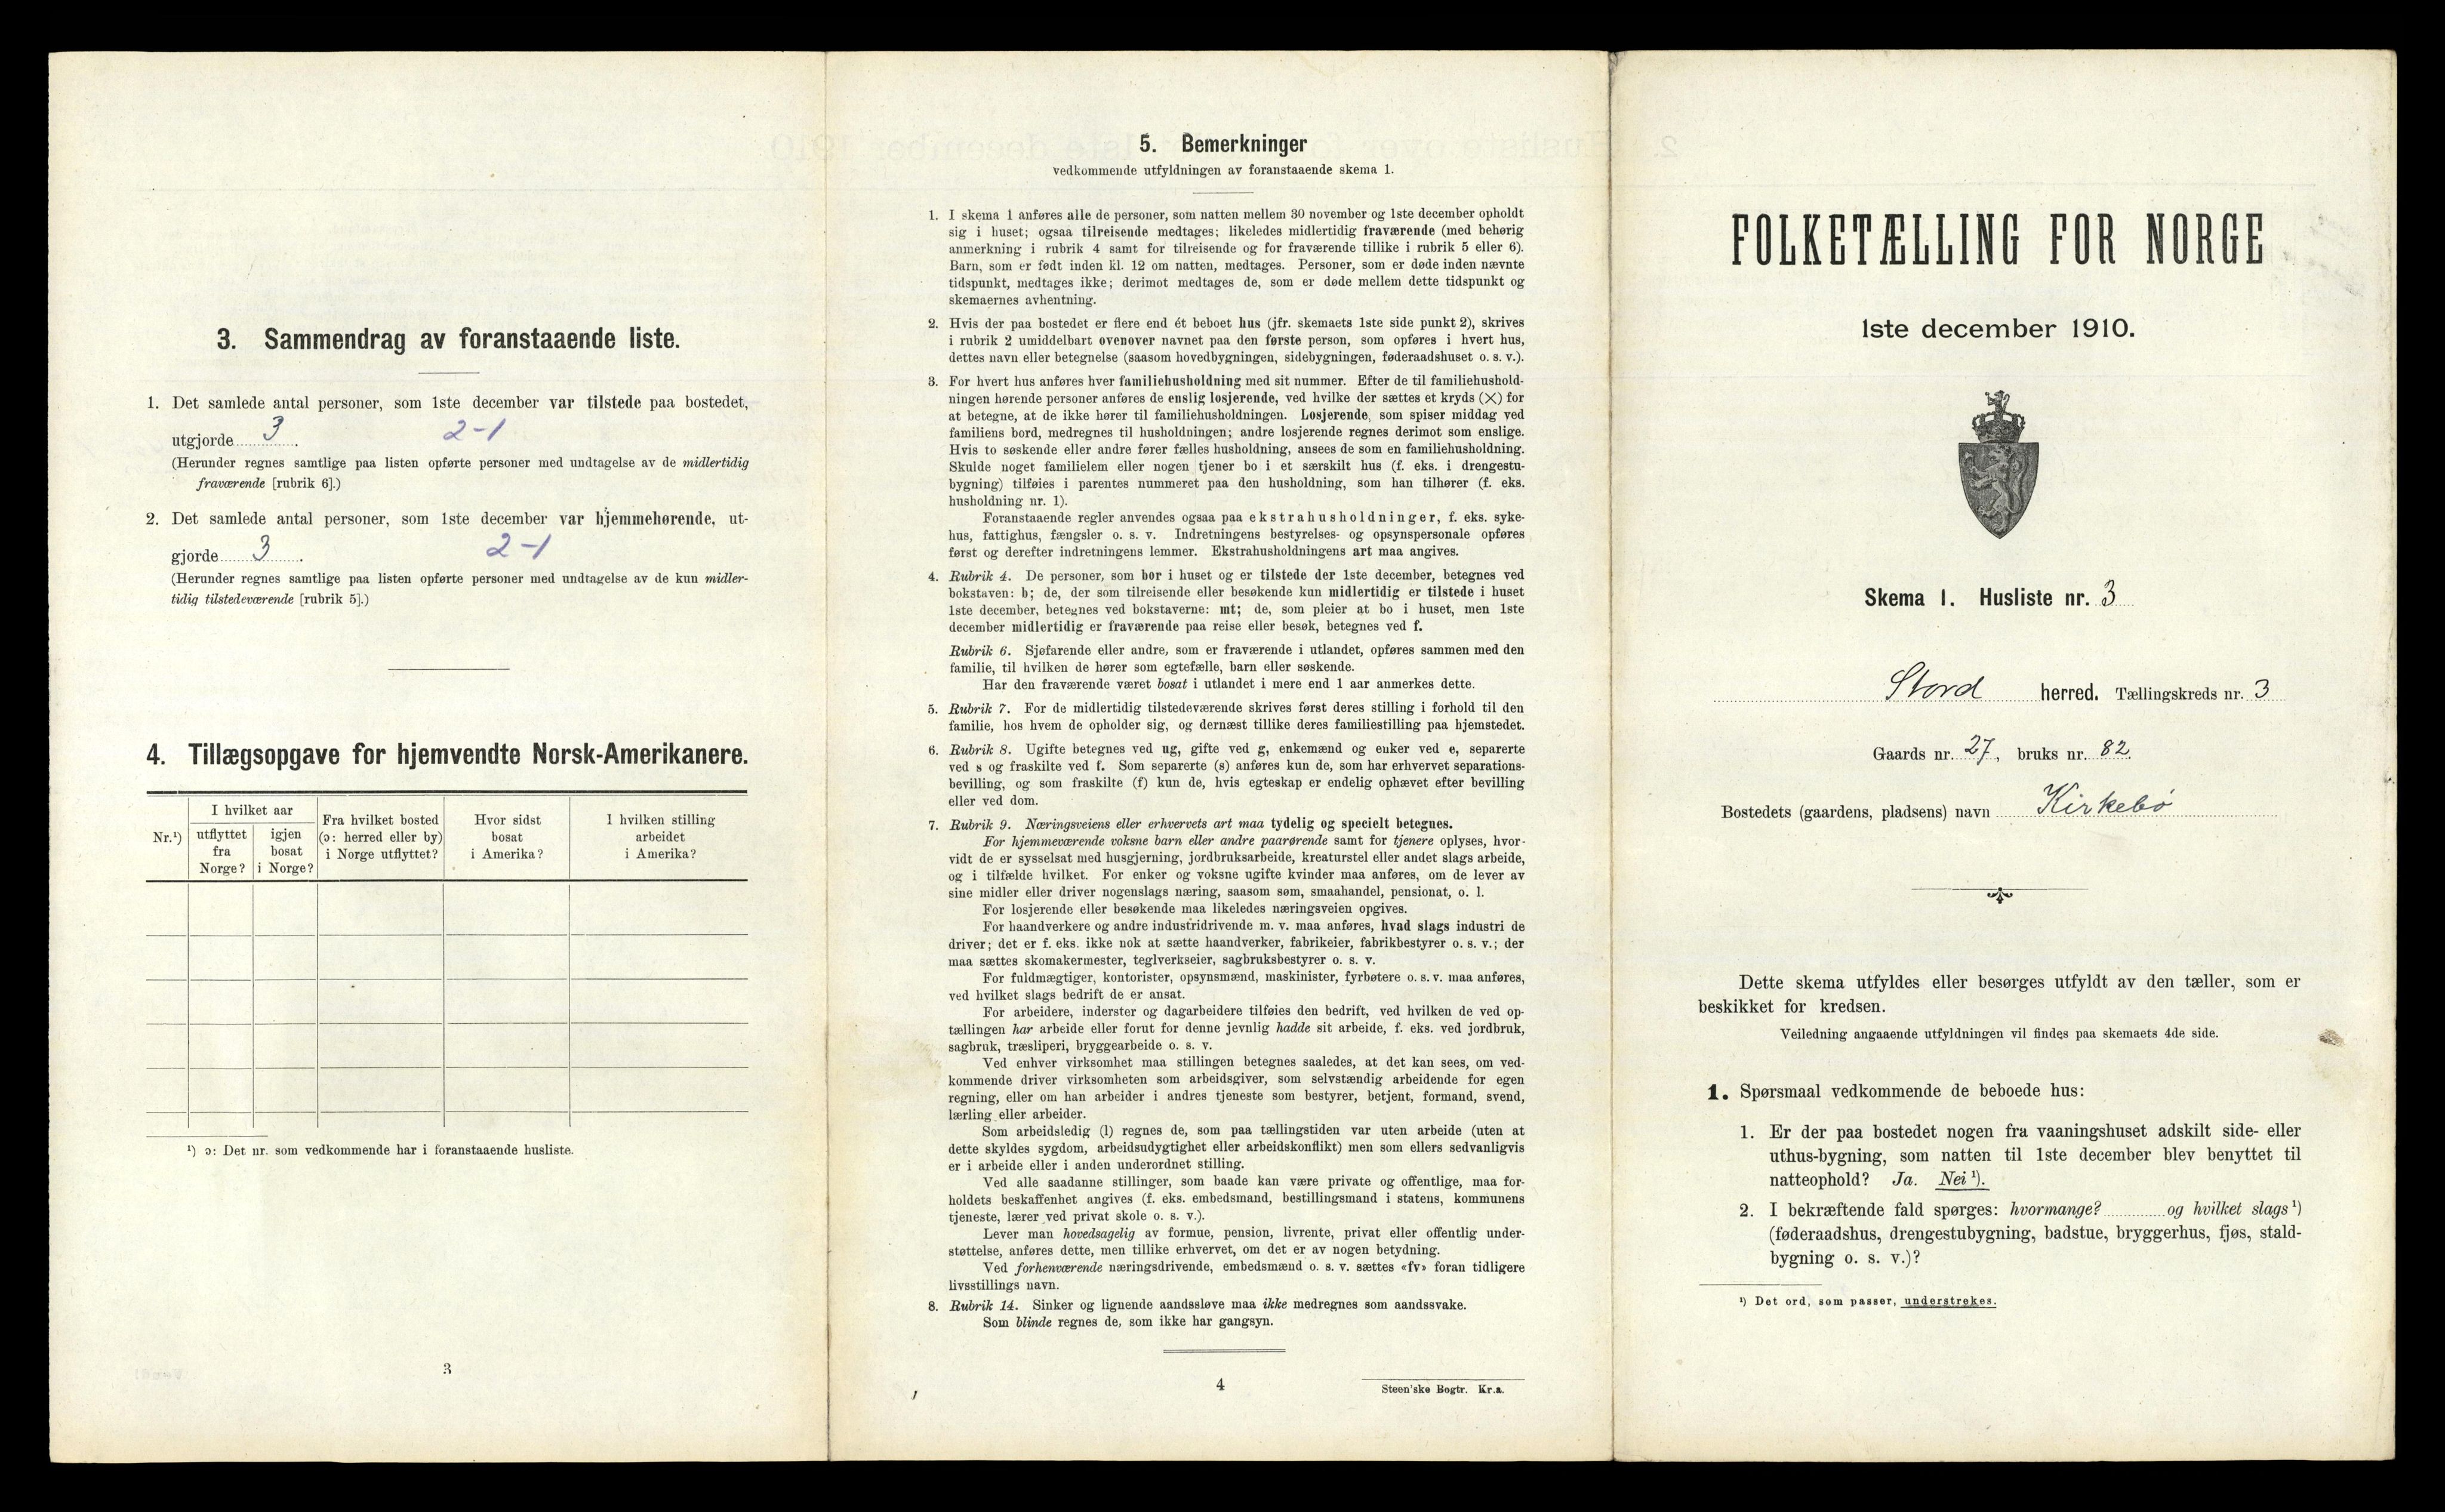 3. Sammendrag av foranstaaende liste.
1. Det samlede antal personer, som 1ste december var tilstede paa bostedet,
utgjorde 3. 2-1
(Herunder regnes samtlige paa listen opførte personer med undtagelse av de midlertidig
fraværende [rubrik 6].)
2. Det samlede antal personer, som 1ste december var hjemmehørende, ut-
gjorde 3. 2-1
(Herunder regnes samtlige paa listen opførte personer med undtagelse av de kun midler-
tidig tilstedeværende [rubrik 5].)
4. Tillægsopgave for hjemvendte Norsk-Amerikanere.
Nr.¹)
I hvilket aar
utflyttet
fra
Norge?
igjen
bosat
i Norge?
Fra hvilket bosted
(ɔ: herred eller by)
i Norge utflyttet?
Hvor sidst
bosat
i Amerika?
I hvilken stilling
arbeidet
i Amerika?
¹) ɔ: Det nr. som vedkommende har i foranstaaende husliste.
3
5. Bemerkninger
vedkommende utfyldningen av foranstaaende skema 1.
1. I skema 1 anføres alle de personer, som natten mellem 30 november og 1ste december opholdt
sig i huset; ogsaa tilreisende medtages; likeledes midlertidig fraværende (med behørig
anmerkning i rubrik 4 samt for tilreisende og for fraværende tillike i rubrik 5 eller 6).
Barn, som er født inden kl. 12 om natten, medtages. Personer, som er døde inden nævnte
tidspunkt, medtages ikke; derimot medtages de, som er døde mellem dette tidspunkt og
skemaernes avhentning.
2. Hvis der paa bostedet er flere end ét beboet hus (jfr. skemaets 1ste side punkt 2), skrives
i rubrik 2 umiddelbart ovenover navnet paa den første person, som opføres i hvert hus,
dettes navn eller betegnelse (saasom hovedbygningen, sidebygningen, føderaadshuset o. s. v.).
3. For hvert hus anføres hver familiehusholdning med sit nummer. Efter de til familiehushold-
ningen hørende personer anføres de enslig losjerende, ved hvilke der sættes et kryds (×) for
at betegne, at de ikke hører til familiehusholdningen. Losjerende, som spiser middag ved
familiens bord, medregnes til husholdningen; andre losjerende regnes derimot som enslige.
Hvis to søskende eller andre fører fælles husholdning, ansees de som en familiehusholdning.
Skulde noget familielem eller nogen tjener bo i et særskilt hus (f. eks. i drengestu-
bygning) tilføies i parentes nummeret paa den husholdning, som han tilhører (f. eks.
husholdning nr. 1).
Foranstaaende regler anvendes ogsaa paa ekstrahusholdninger, f. eks. syke-
hus, fattighus, fængsler o. s. v. Indretningens bestyrelses- og opsynspersonale opføres
først og derefter indretningens lemmer. Ekstrahusholdningens art maa angives.
4. Rubrik 4. De personer, som bor i huset og er tilstede der 1ste december, betegnes ved
bokstaven: b; de, der som tilreisende eller besøkende kun midlertidig er tilstede i huset
1ste december, betegnes ved bokstaverne: mt; de, som pleier at bo i huset, men 1ste
december midlertidig er fraværende paa reise eller besøk, betegnes ved f.
Rubrik 6. Sjøfarende eller andre, som er fraværende i utlandet, opføres sammen med den
familie, til hvilken de hører som egtefælle, barn eller søskende.
Har den fraværende været bosat i utlandet i mere end 1 aar anmerkes dette.
5. Rubrik 7. For de midlertidig tilstedeværende skrives først deres stilling i forhold til den
familie, hos hvem de opholder sig, og dernæst tillike deres familiestilling paa hjemstedet.
6. Rubrik 8. Ugifte betegnes ved ug, gifte ved g, enkemænd og enker ved e, separerte
ved s og fraskilte ved f. Som separerte (s) anføres kun de, som har erhvervet separations-
bevilling, og som fraskilte (f) kun de, hvis egteskap er endelig ophævet efter bevilling
eller ved dom.
7. Rubrik 9. Næringsveiens eller erhvervets art maa tydelig og specielt betegnes.
For hjemmeværende voksne barn eller andre paarørende samt for tjenere oplyses, hvor-
vidt de er sysselsat med husgjerning, jordbruksarbeide, kreaturstel eller andet slags arbeide,
og i tilfælde hvilket. For enker og voksne ugifte kvinder maa anføres, om de lever av
sine midler eller driver nogenslags næring, saasom søm, smaahandel, pensionat, o. l.
For losjerende eller besøkende maa likeledes næringsveien opgives.
For haandverkere og andre industridrivende m. v. maa anføres, hvad slags industri de
driver; det er f. eks. ikke nok at sætte haandverker, fabrikeier, fabrikbestyrer o. s. v.; der
maa sættes skomakermester, teglverkseier, sagbruksbestyrer o. s. v.
For fuldmægtiger, kontorister, opsynsmænd, maskinister, fyrbøtere o. s. v. maa anføres,
ved hvilket slags bedrift de er ansat.
For arbeidere, inderster og dagarbeidere tilføies den bedrift, ved hvilken de ved op-
tællingen har arbeide eller forut for denne jevnlig hadde sit arbeide, f. eks. ved jordbruk,
sagbruk, træsliperi, bryggearbeide o. s. v.
Ved enhver virksomhet maa stillingen betegnes saaledes, at det kan sees, om ved-
kommende driver virksomheten som arbeidsgiver, som selvstændig arbeidende for egen
regning, eller om han arbeider i andres tjeneste som bestyrer, betjent, formand, svend,
lærling eller arbeider.
Som arbeidsledig (l) regnes de, som paa tællingstiden var uten arbeide (uten at
dette skyldes sygdom, arbeidsudygtighet eller arbeidskonflikt) men som ellers sedvanligvis
er i arbeide eller i anden underordnet stilling.
Ved alle saadanne stillinger, som baade kan være private og offentlige, maa for-
holdets beskaffenhet angives (f. eks. embedsmand, bestillingsmand i statens, kommunens
tjeneste, lærer ved privat skole o. s. v.).
Lever man hovedsagelig av formue, pension, livrente, privat eller offentlig under-
støttelse, anføres dette, men tillike erhvervet, om det er av nogen betydning.
Ved forhenværende næringsdrivende, embedsmænd o. s. v. sættes «fv» foran tidligere
livsstillings navn.
8. Rubrik 14. Sinker og lignende aandssløve maa ikke medregnes som aandssvake.
Som blinde regnes de, som ikke har gangsyn.
4
Steen'ske Bogtr. Kr.a.
FOLKETÆLLING FOR NORGE
1ste december 1910.
Skema 1. Husliste nr. 3
Stord herred. Tællingskreds nr. 3
Gaards nr. 27, bruks nr. 82.
Bostedets (gaardens, pladsens) navn Kirkebø
Dette skema utfyldes eller besørges utfyldt av den tæller, som er
beskikket for kredsen.
Veiledning angaaende utfyldningen vil findes paa skemaets 4de side.
1. Spørsmaal vedkommende de beboede hus:
1. Er der paa bostedet nogen fra vaaningshuset adskilt side- eller
uthus-bygning, som natten til 1ste december blev benyttet til
natteophold? Ja. Nei ¹).
2. I bekræftende fald spørges: hvormange? og hvilket slags ¹)
(føderaadshus, drengestubygning, badstue, bryggerhus, fjøs, stald-
bygning o. s. v.)?
¹) Det ord, som passer, understrekes.